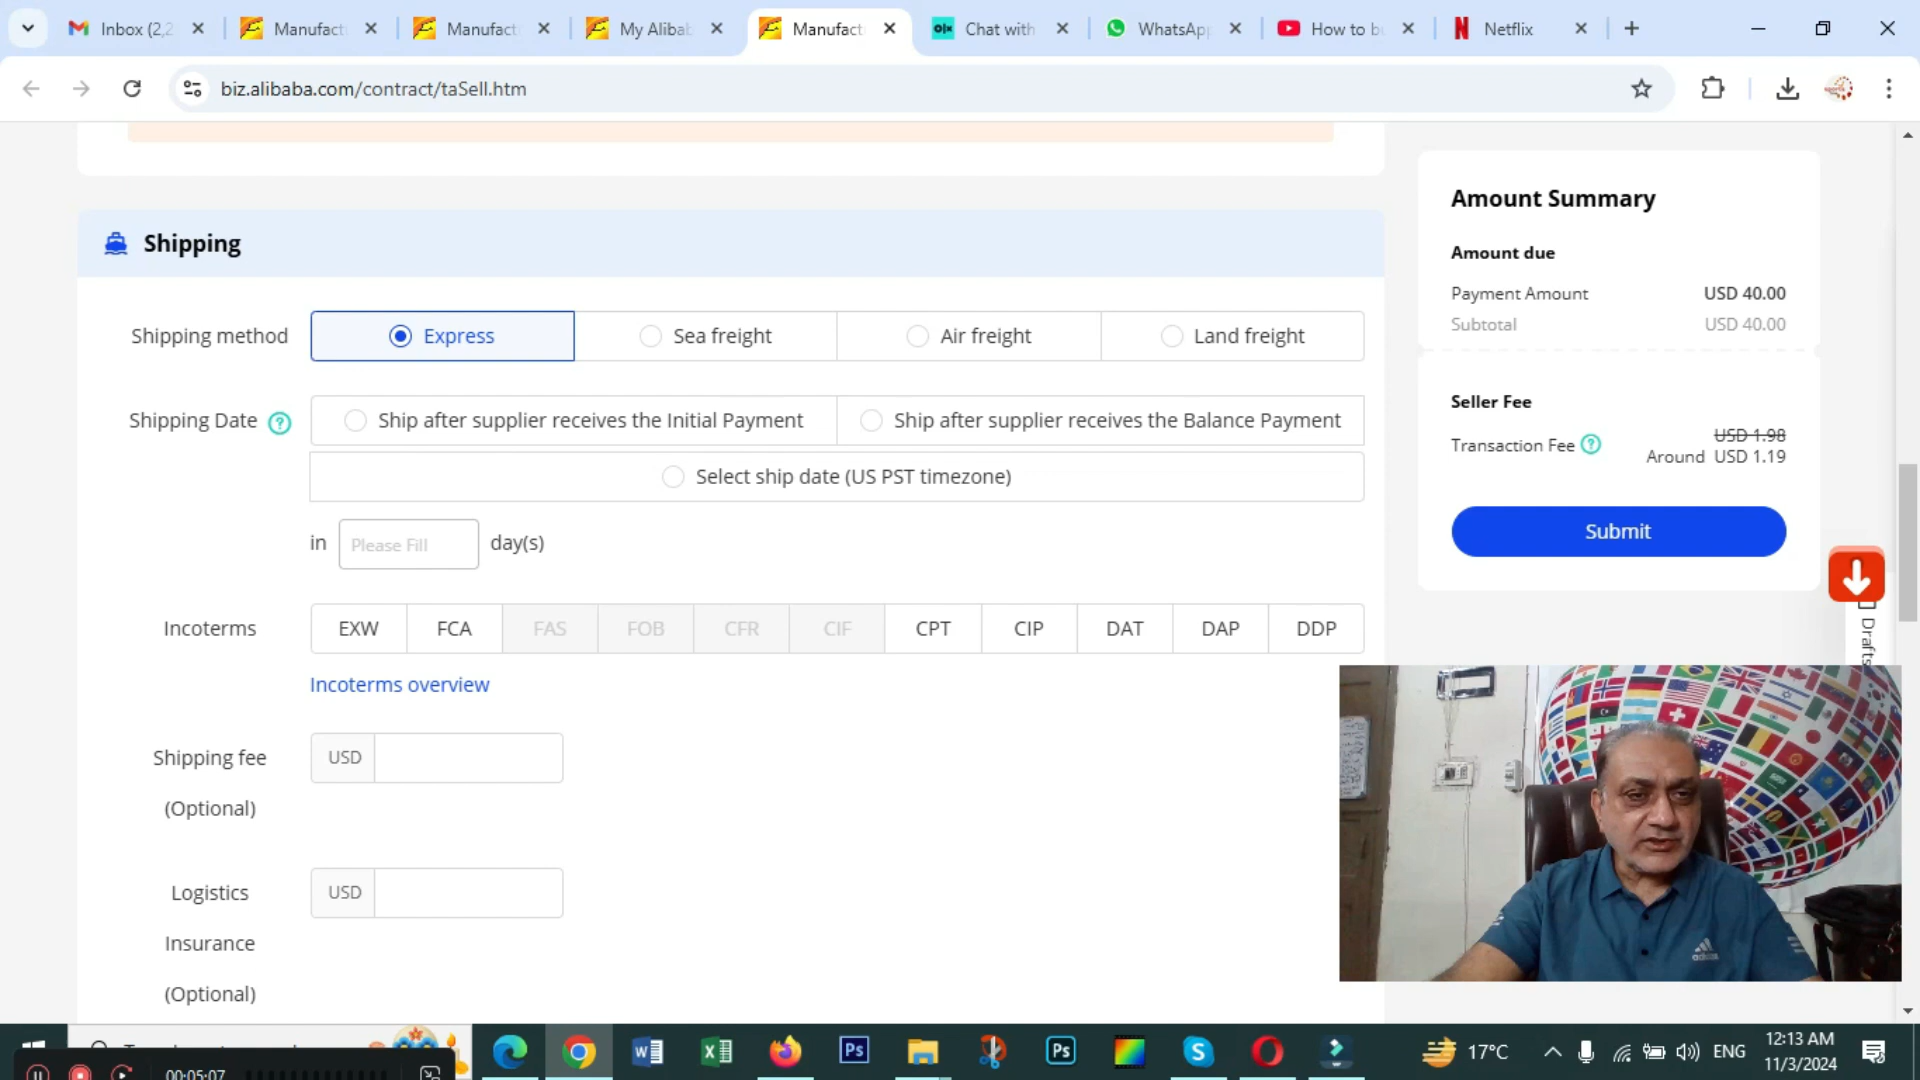 Inbox (2,2
Manufact
Manufact
My Alibab
Manufact
Chat with
WhatsApp
How to b
Netflix
biz.alibaba.com/contract/taSell.htm
Shipping
Shipping method
Express
Sea freight
Air freight
Land freight
Shipping Date
Ship after supplier receives the Initial Payment
Ship after supplier receives the Balance Payment
Select ship date (US PST timezone)
in Please Fill day(s)
Incoterms
EXW FCA FAS FOB CFR CIF CPT CIP DAT DAP DDP
Incoterms overview
Shipping fee
(Optional)
USD
Logistics
Insurance
(Optional)
USD
Amount Summary
Amount due
Payment Amount USD 40.00
Subtotal USD 40.00
Seller Fee
Transaction Fee
USD 1.98
Around USD 1.19
Submit
Drafts
adidas
00:05:07
17°C
ENG
12:13 AM
11/3/2024